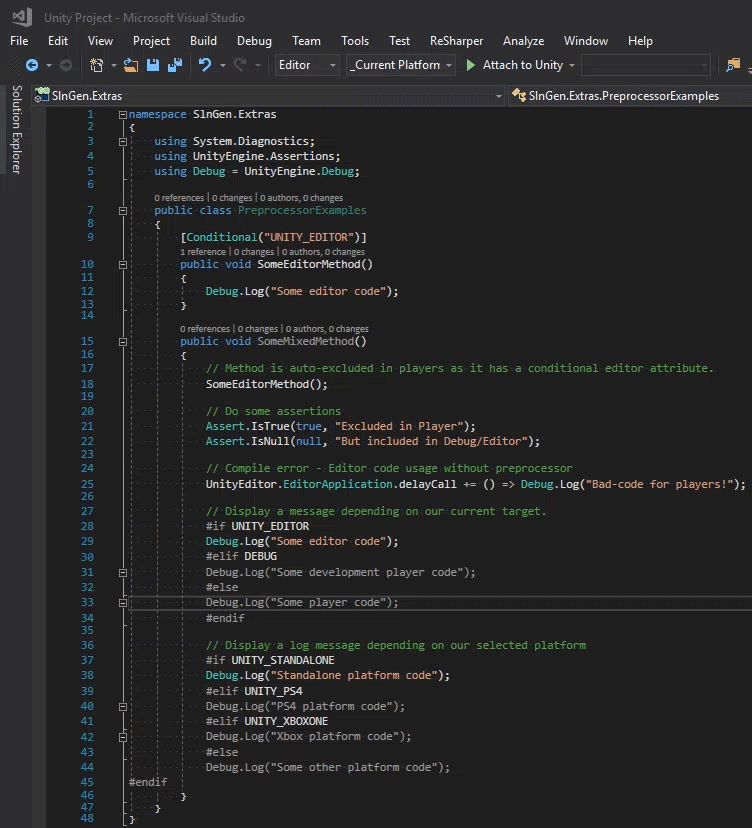 Unity Project - Microsoft Visual Studio
File Edit View Project Build Debug Team Tools Test ReSharper Analyze Window Help
Editor _Current Platform Attach to Unity
Solution Explorer
SlnGen.Extras SlnGen.Extras.PreprocessorExamples
1 namespace SlnGen.Extras
2 {
3 using System.Diagnostics;
4 using UnityEngine.Assertions;
5 using Debug = UnityEngine.Debug;
6
0 references | 0 changes | 0 authors, 0 changes
7 public class PreprocessorExamples
8 {
9 [Conditional("UNITY_EDITOR")]
1 reference | 0 changes | 0 authors, 0 changes
10 public void SomeEditorMethod()
11 {
12 Debug.Log("Some editor code");
13 }
14
0 references | 0 changes | 0 authors, 0 changes
15 public void SomeMixedMethod()
16 {
17 // Method is auto-excluded in players as it has a conditional editor attribute.
18 SomeEditorMethod();
19
20 // Do some assertions
21 Assert.IsTrue(true, "Excluded in Player");
22 Assert.IsNull(null, "But included in Debug/Editor");
23
24 // Compile error - Editor code usage without preprocessor
25 UnityEditor.EditorApplication.delayCall += () => Debug.Log("Bad-code for players!");
26
27 // Display a message depending on our current target.
28 #if UNITY_EDITOR
29 Debug.Log("Some editor code");
30 #elif DEBUG
31 Debug.Log("Some development player code");
32 #else
33 Debug.Log("Some player code");
34 #endif
35
36 // Display a log message depending on our selected platform
37 #if UNITY_STANDALONE
38 Debug.Log("Standalone platform code");
39 #elif UNITY_PS4
40 Debug.Log("PS4 platform code");
41 #elif UNITY_XBOXONE
42 Debug.Log("Xbox platform code");
43 #else
44 Debug.Log("Some other platform code");
45 #endif
46 }
47 }
48 }